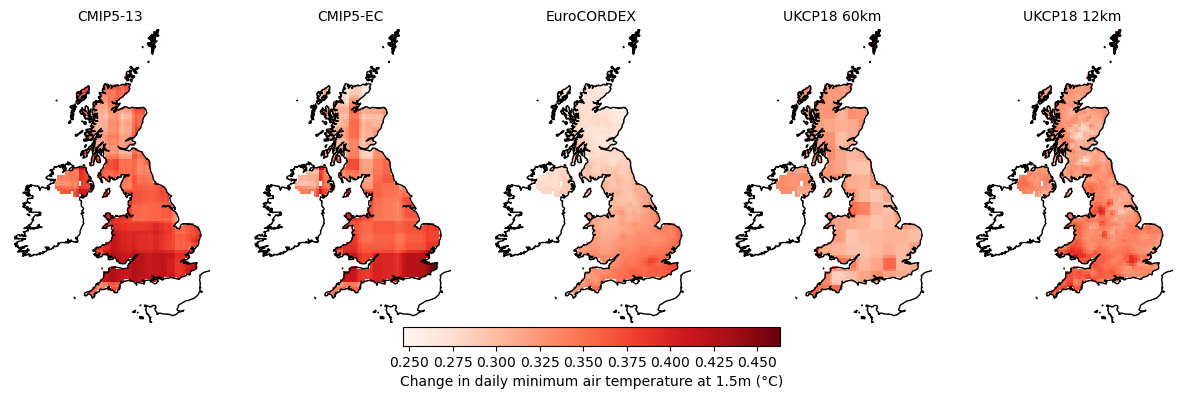 CMIP5-13 CMIP5-EC EuroCORDEX UKCP18 60km UKCP18 12km
0.250 0.275 0.300 0.325 0.350 0.375 0.400 0.425 0.450
Change in daily minimum air temperature at 1.5m (°C)